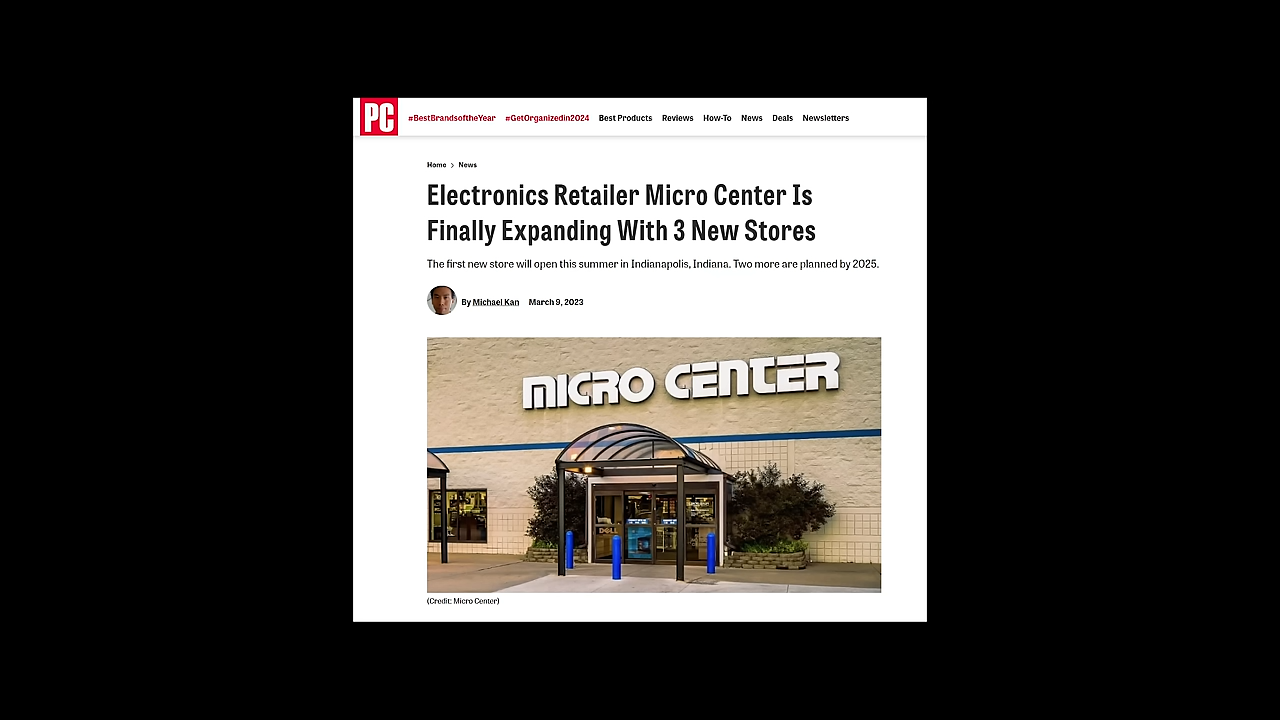 PC
#BestBrandsoftheYear #GetOrganizedin2024 Best Products Reviews How-To News Deals Newsletters
Home > News
Electronics Retailer Micro Center Is
Finally Expanding With 3 New Stores
The first new store will open this summer in Indianapolis, Indiana. Two more are planned by 2025.
By Michael Kan March 9, 2023
MICRO CENTER
DELL
(Credit: Micro Center)